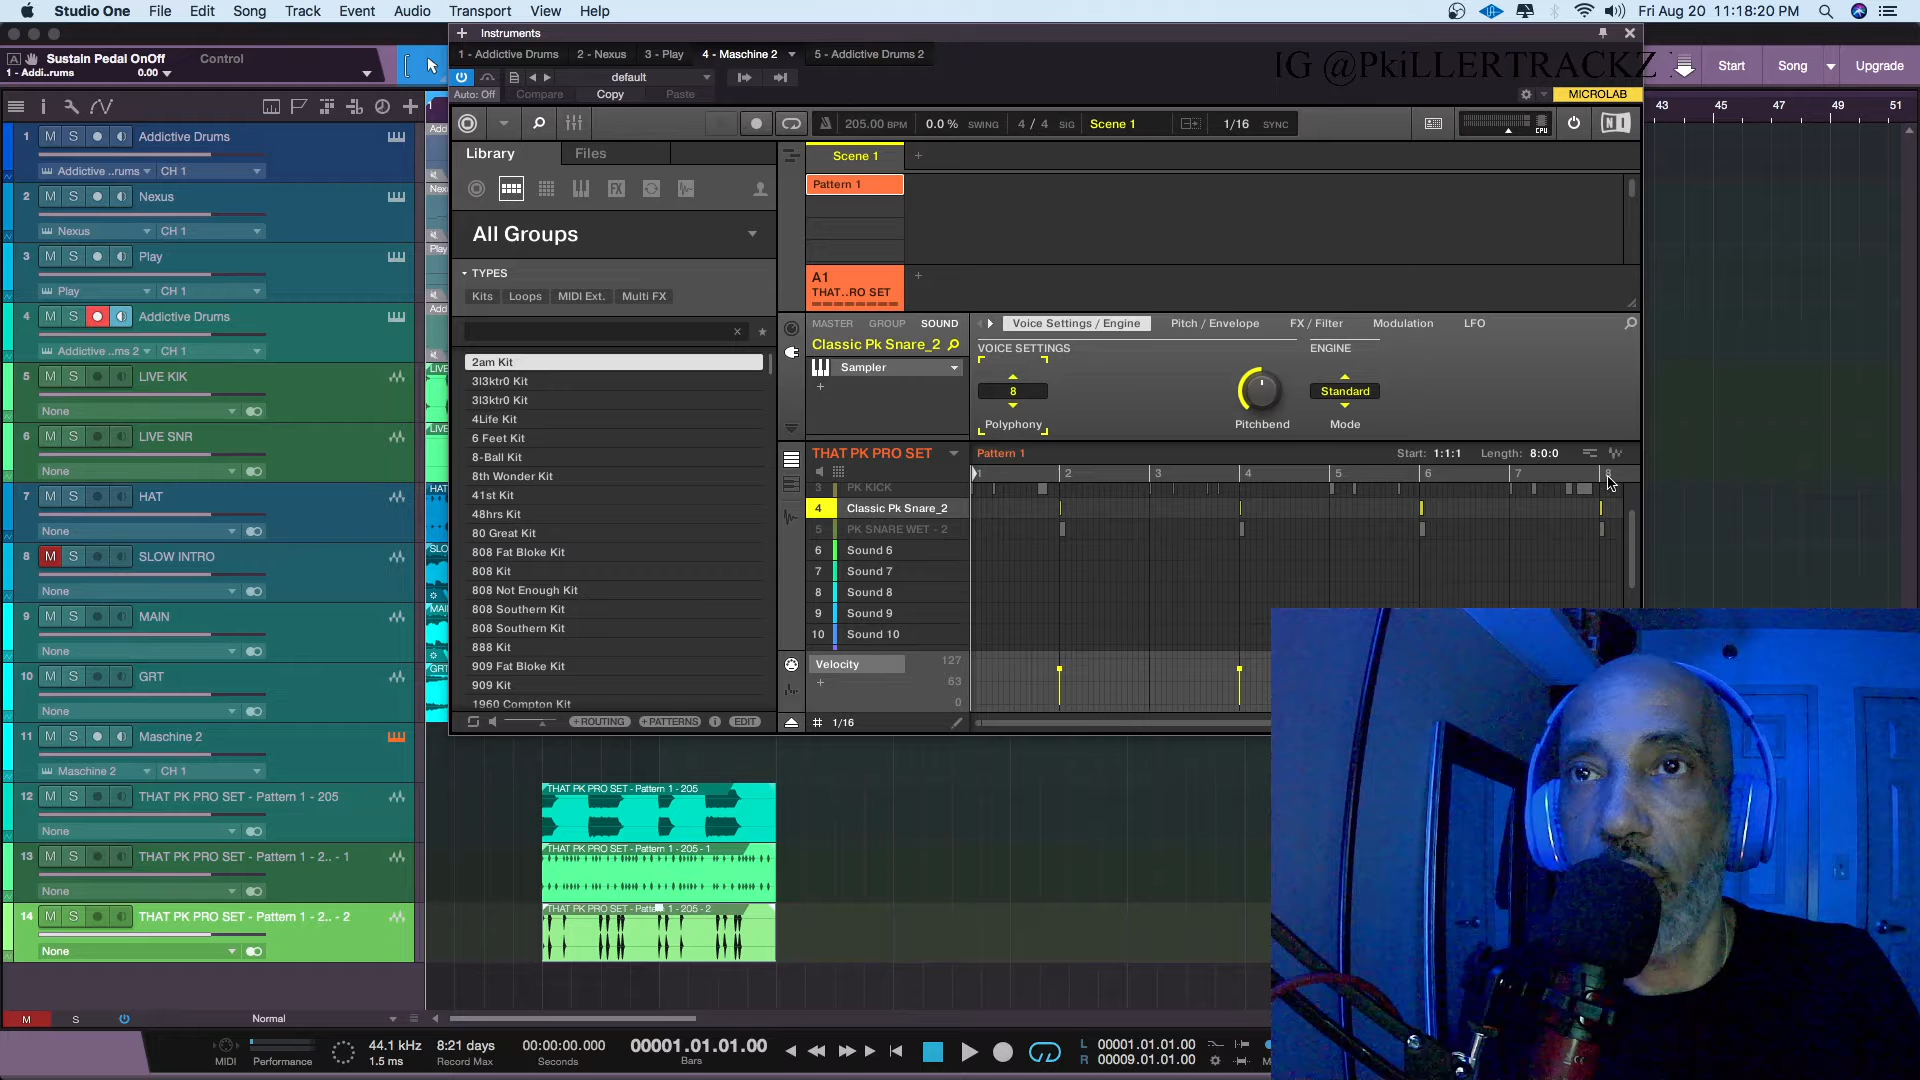 Studio One File Edit Song Track Event Audio Transport View Help
Fri Aug 20 11:18:20 PM
Instruments
Sustain Pedal OnOff
1 - Addi..rums 0.00
Control
1 - Addictive Drums 2 - Nexus 3 - Play 4 - Maschine 2 5 - Addictive Drums 2
IG @PkiLLERTRACKZ
Start Song Upgrade
default
Auto: Off Compare Copy Paste
MICROLAB
43 45 47 49 51
205.00 BPM 0.0% SWING 4 / 4 SIG Scene 1 1/16 SYNC
CPU
Library Files
Scene 1
Pattern 1
All Groups
TYPES
Kits Loops MIDI Ext. Multi FX
A1
THAT..RO SET
MASTER GROUP SOUND
Voice Settings / Engine Pitch / Envelope FX / Filter Modulation LFO
Classic Pk Snare_2
VOICE SETTINGS
ENGINE
Sampler
8
Standard
Polyphony
Pitchbend
Mode
2am Kit
3l3ktr0 Kit
3l3ktr0 Kit
4Life Kit
6 Feet Kit
8-Ball Kit
8th Wonder Kit
41st Kit
48hrs Kit
80 Great Kit
808 Fat Bloke Kit
808 Kit
808 Not Enough Kit
808 Southern Kit
808 Southern Kit
888 Kit
909 Fat Bloke Kit
909 Kit
1960 Compton Kit
+ROUTING +PATTERNS EDIT
THAT PK PRO SET
Pattern 1
Start: 1:1:1 Length: 8:0:0
1 2 3 4 5 6 7 8
3 PK KICK
4 Classic Pk Snare_2
5 PK SNARE WET - 2
6 Sound 6
7 Sound 7
8 Sound 8
9 Sound 9
10 Sound 10
Velocity
127
63
0
1/16
1 M S Addictive Drums
Addictive ..rums CH 1
2 M S Nexus
Nexus CH 1
3 M S Play
Play CH 1
4 M S Addictive Drums
Addictive ..ms 2 CH 1
5 M S LIVE KIK
None
6 M S LIVE SNR
None
7 M S HAT
None
8 M S SLOW INTRO
None
9 M S MAIN
None
10 M S GRT
None
11 M S Maschine 2
Maschine 2 CH 1
12 M S THAT PK PRO SET - Pattern 1 - 205
None
13 M S THAT PK PRO SET - Pattern 1 - 2.. - 1
None
14 M S THAT PK PRO SET - Pattern 1 - 2.. - 2
None
THAT PK PRO SET - Pattern 1 - 205
THAT PK PRO SET - Pattern 1 - 205 - 1
THAT PK PRO SET - Pattern 1 - 205 - 2
M S Normal
MIDI Performance
44.1 kHz
1.5 ms
8:21 days
Record Max
00:00:00.000
Seconds
00001.01.01.00
Bars
L 00001.01.01.00
R 00009.01.01.00